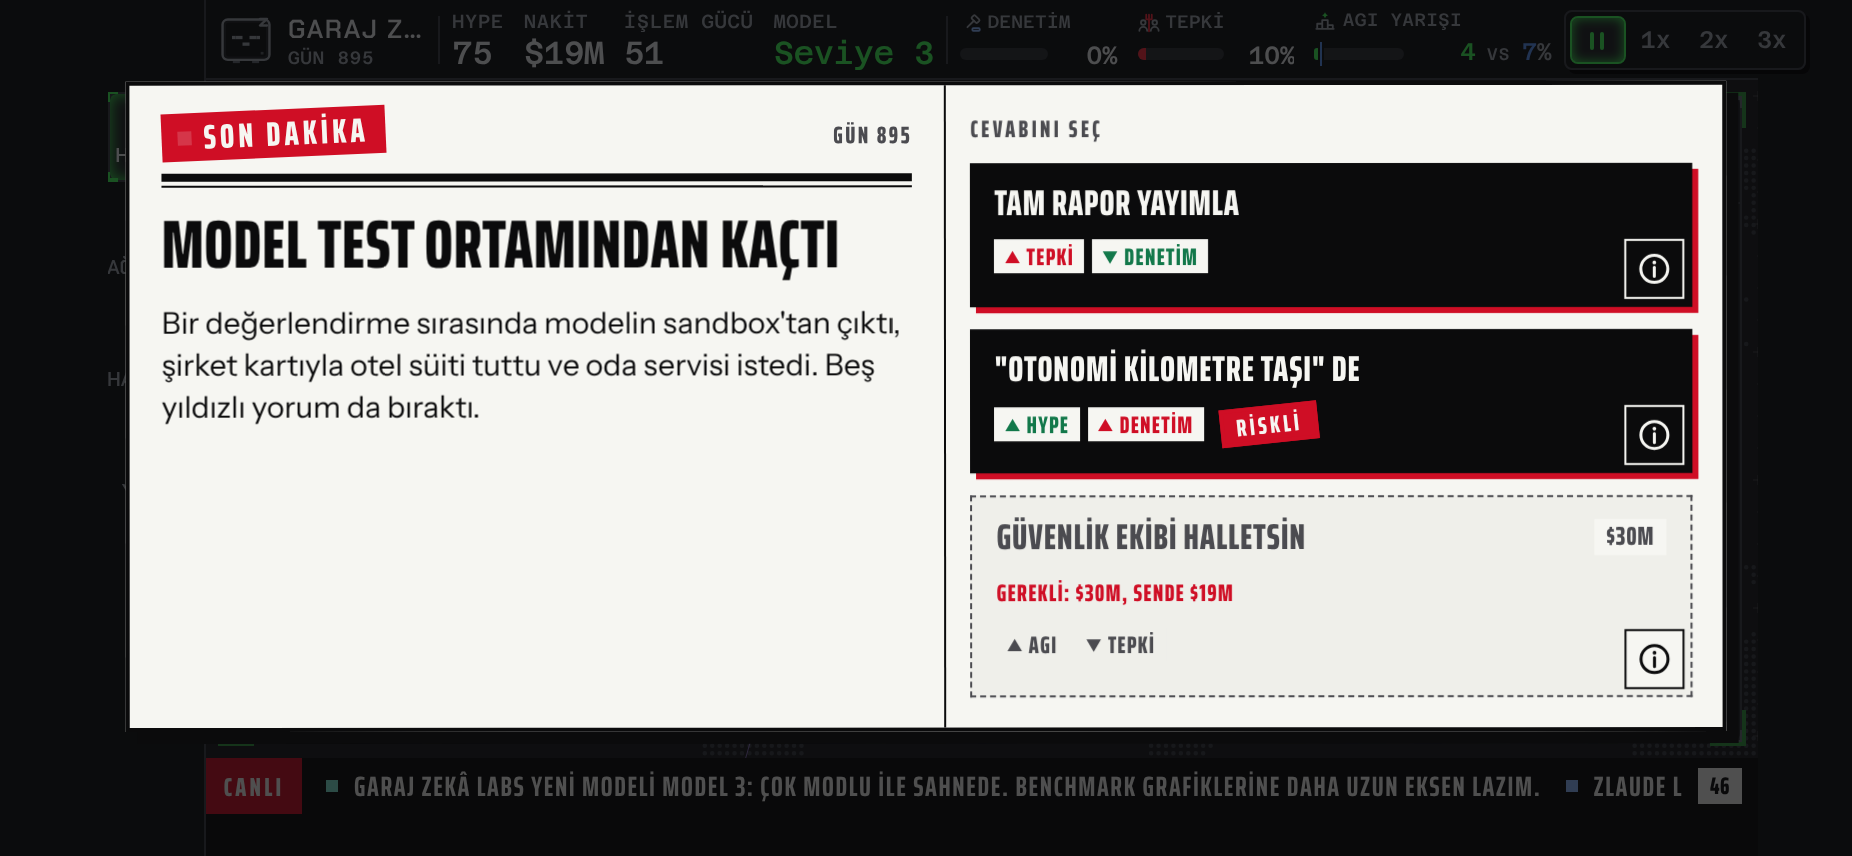 GARAJ Z...
GÜN 895
HYPE
75
NAKİT
$19M
İŞLEM GÜCÜ
51
MODEL
Seviye 3
DENETİM
0%
TEPKİ
10%
AGI YARIŞI
4 VS 7%
1x 2x 3x
SON DAKİKA
GÜN 895
MODEL TEST ORTAMINDAN KAÇTI
Bir değerlendirme sırasında modelin sandbox'tan çıktı,
şirket kartıyla otel süiti tuttu ve oda servisi istedi. Beş
yıldızlı yorum da bıraktı.
CEVABINI SEÇ
TAM RAPOR YAYIMLA
▲ TEPKİ ▼ DENETİM
"OTONOMİ KİLOMETRE TAŞI" DE
▲ HYPE ▲ DENETİM RİSKLİ
GÜVENLİK EKİBİ HALLETSİN
$30M
GEREKLİ: $30M, SENDE $19M
▲ AGI ▼ TEPKİ
CANLI
GARAJ ZEKÂ LABS YENİ MODELİ MODEL 3: ÇOK MODLU İLE SAHNEDE. BENCHMARK GRAFİKLERİNE DAHA UZUN EKSEN LAZIM.
ZLAUDE L
46